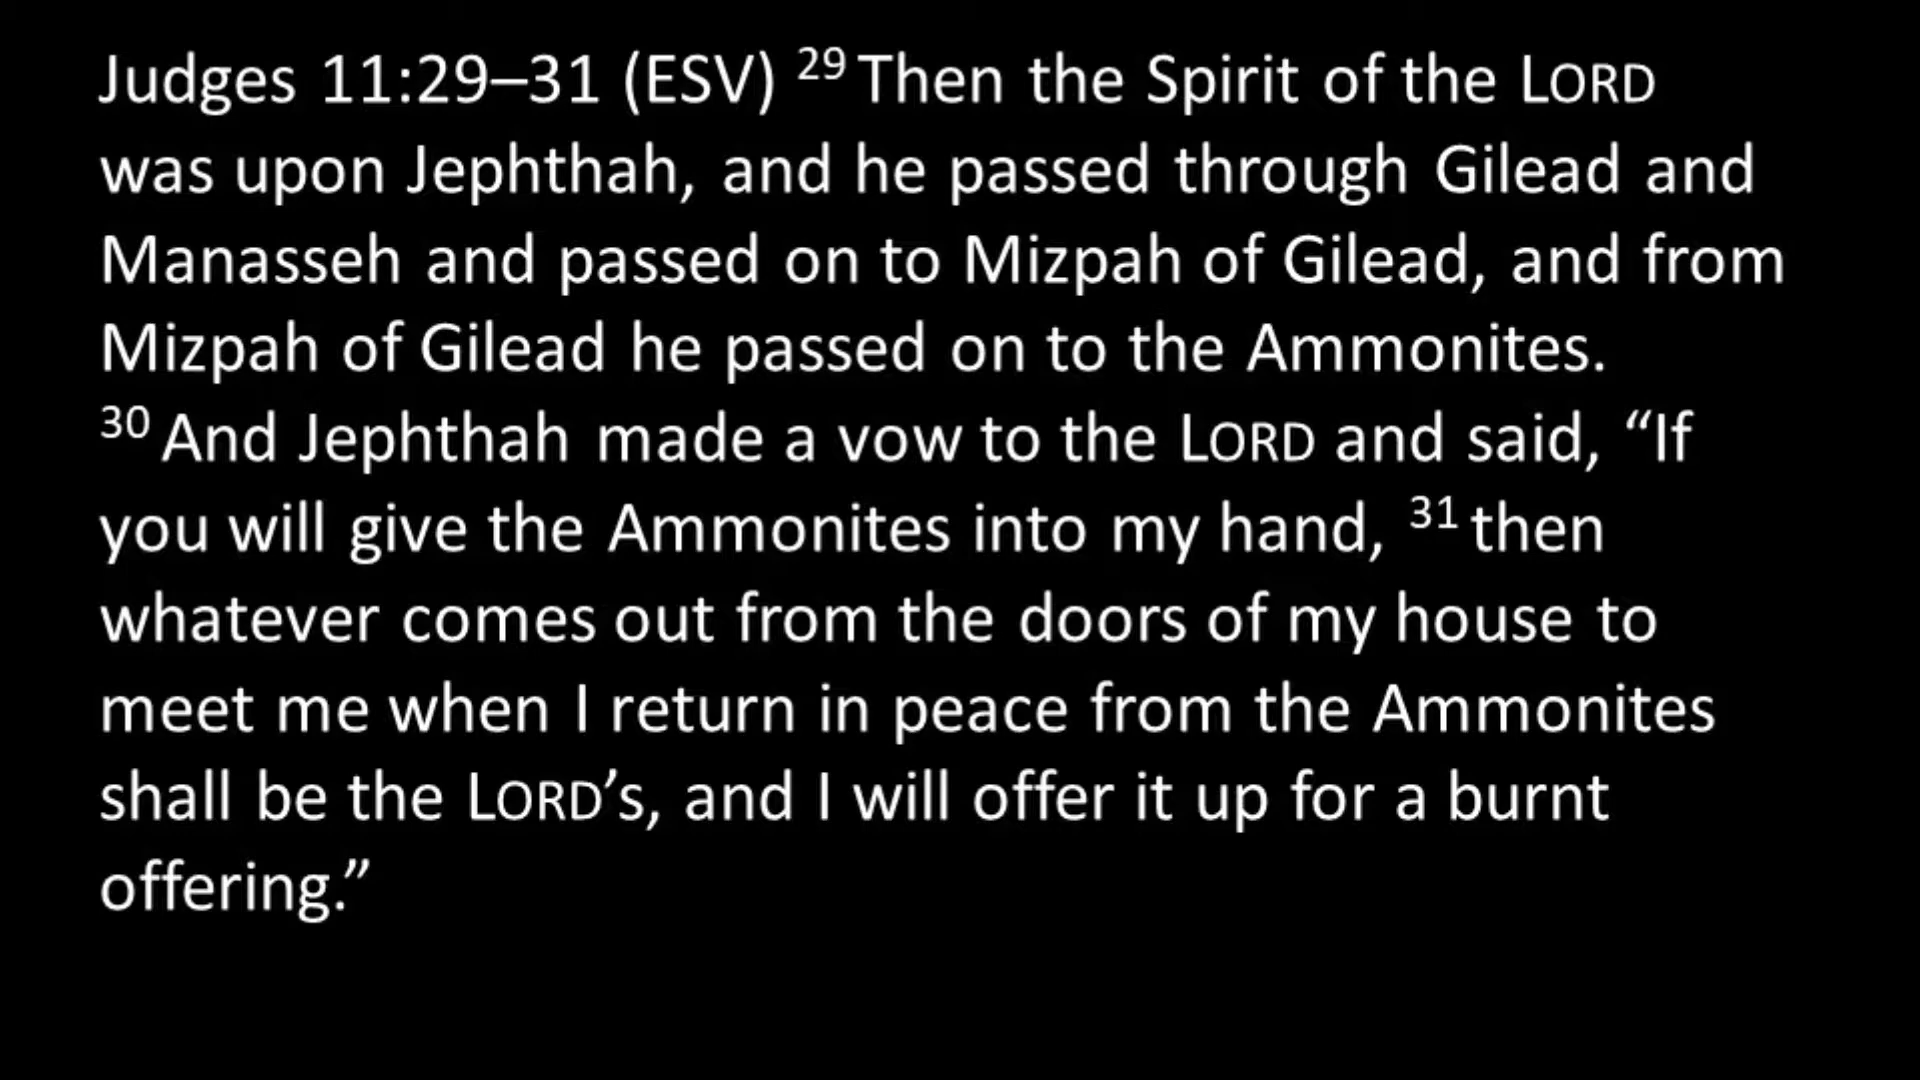 Judges 11:29–31 (ESV) 29 Then the Spirit of the LORD
was upon Jephthah, and he passed through Gilead and
Manasseh and passed on to Mizpah of Gilead, and from
Mizpah of Gilead he passed on to the Ammonites.
30 And Jephthah made a vow to the LORD and said, “If
you will give the Ammonites into my hand, 31 then
whatever comes out from the doors of my house to
meet me when I return in peace from the Ammonites
shall be the LORD’s, and I will offer it up for a burnt
offering.”